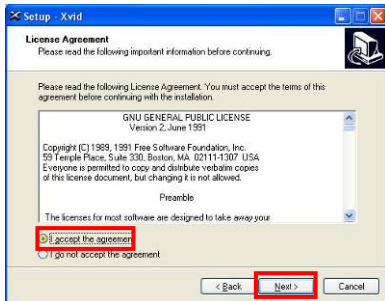 Setup - Xvid
License Agreement
Please read the following important information before continuing.
Please read the following License Agreement. You must accept the terms of this
agreement before continuing with the installation.
GNU GENERAL PUBLIC LICENSE
Version 2, June 1991
Copyright (C) 1989, 1991 Free Software Foundation, Inc.
59 Temple Place, Suite 330, Boston, MA  02111-1307  USA
Everyone is permitted to copy and distribute verbatim copies
of this license document, but changing it is not allowed.
Preamble
The licenses for most software are designed to take away your
I accept the agreement
I do not accept the agreement
< Back
Next >
Cancel